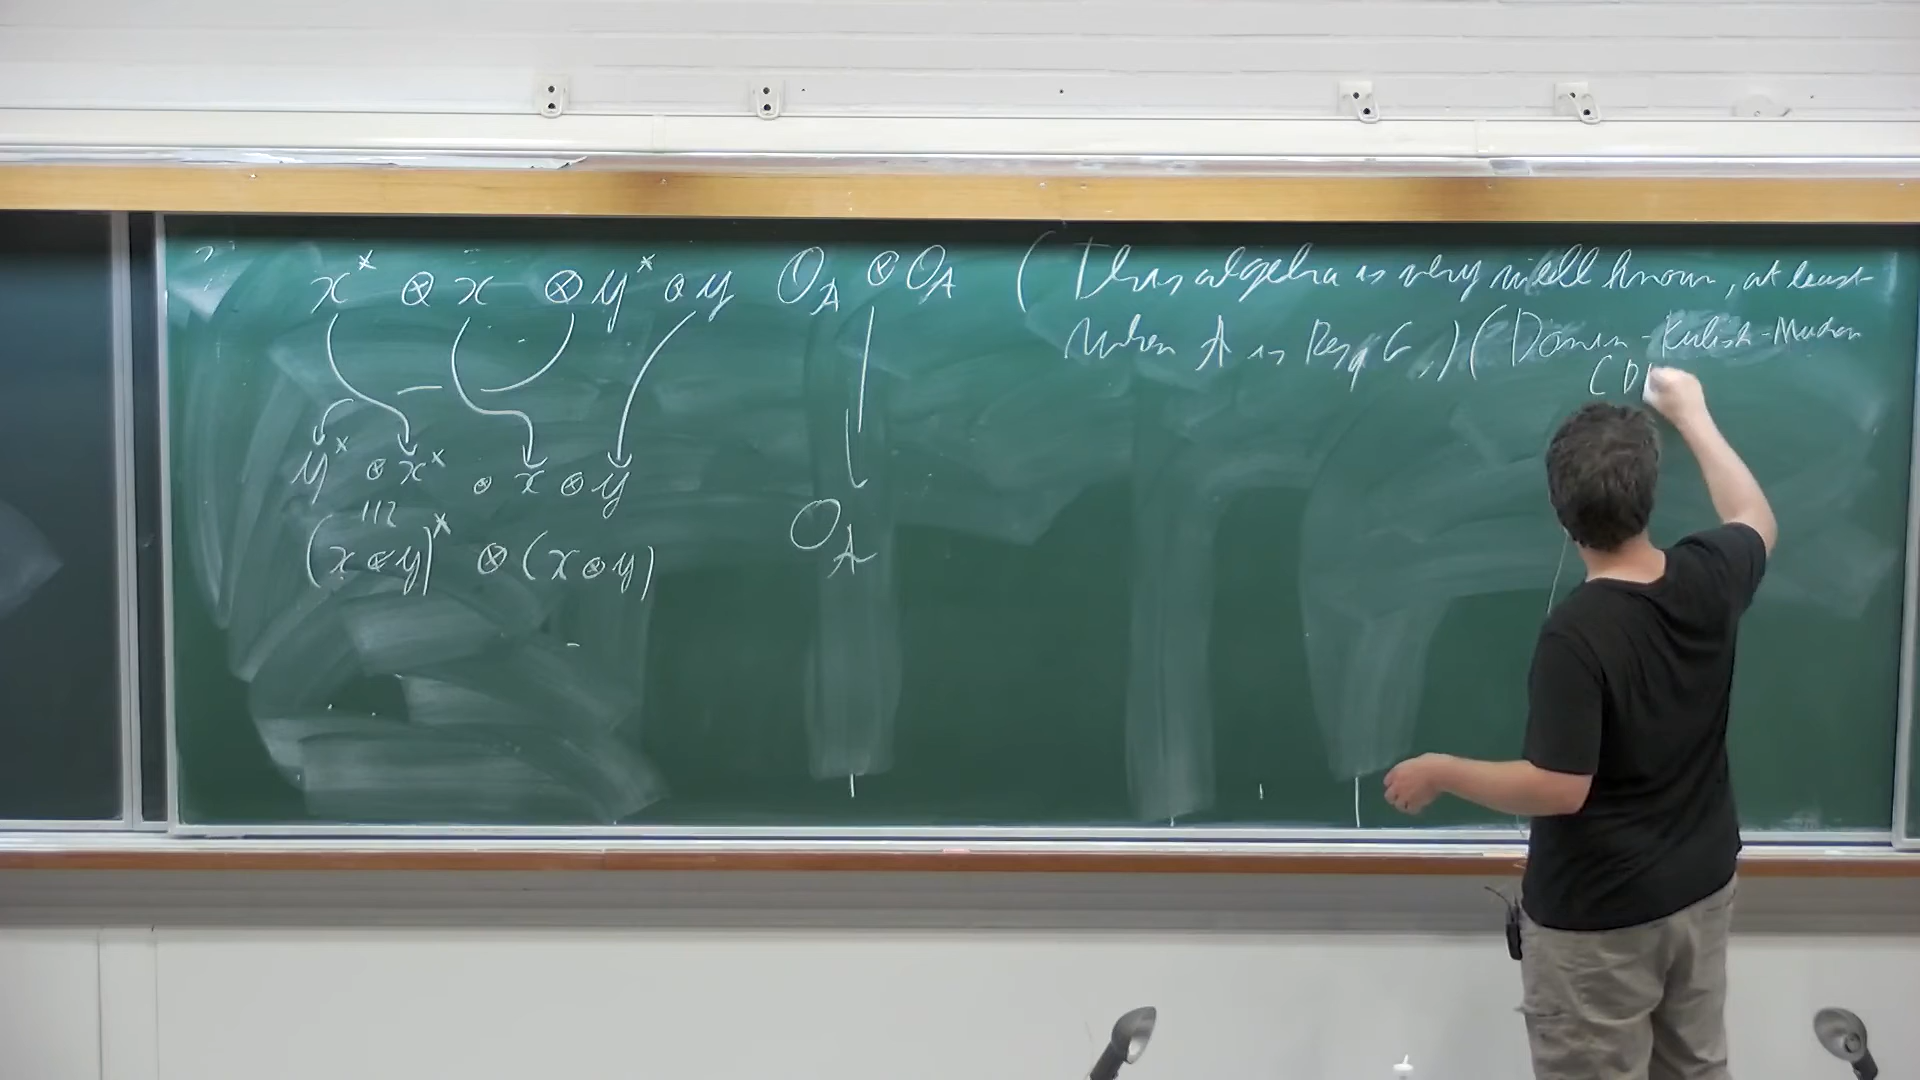 x* ⊗ x ⊗ y* ⊗ y O_A ⊗ O_A
y* ⊗ x* ⊗ x ⊗ y
(x ⊗ y)* ⊗ (x ⊗ y)
O_A
(This algebra is very well known, at least
when A is Rep_q G.) (Donin-Kulish-Mudrov
(D